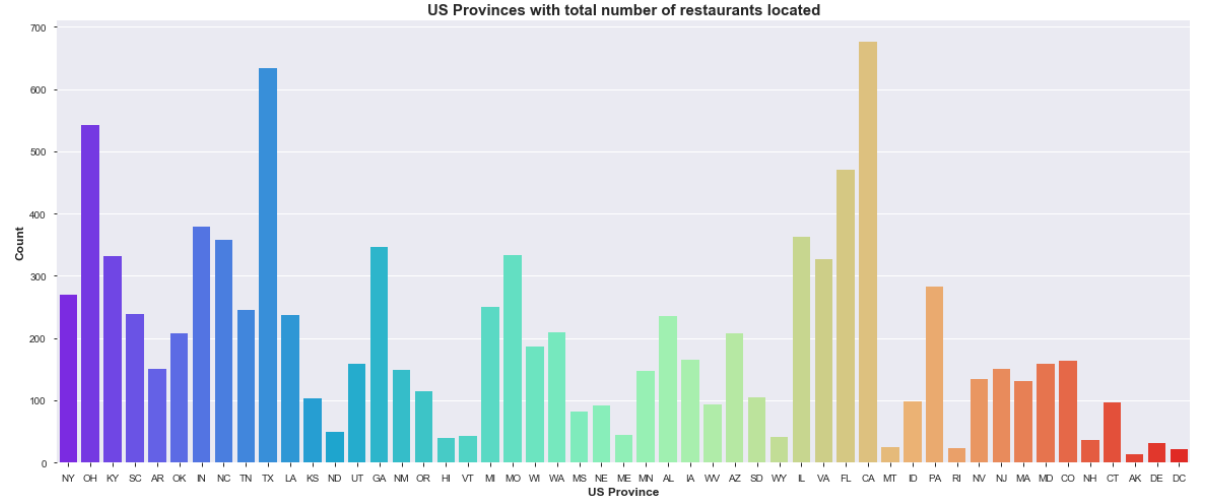 US Provinces with total number of restaurants located
700
600
500
400
300
200
100
0
Count
NY OH KY SC AR OK IN NC TN TX LA KS ND UT GA NM OR HI VT MI MO WI WA MS NE ME MN AL IA WV AZ SD WY IL VA FL CA MT ID PA RI NV NJ MA MD CO NH CT AK DE DC
US Province